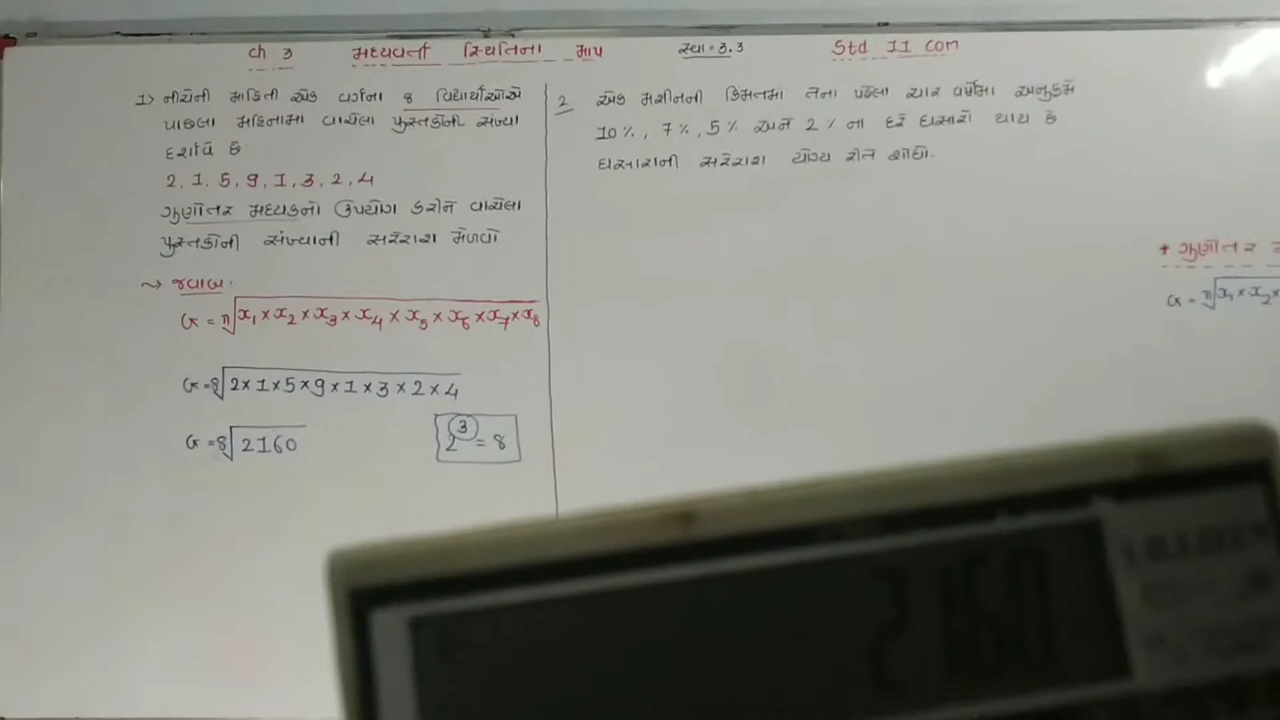 ch 3 મધ્યવર્તી સ્થિતિના માપ સ્વા-૩.૩ Std 11 com
1) નીચેની માહિતી એક વર્ગના 8 વિદ્યાર્થીઓએ
પાછલા મહિનામા વાચેલા પુસ્તકોની સંખ્યા
દર્શાવે છે
2, 1, 5, 9, 1, 3, 2, 4
ગુણોતર મધ્યકનો ઉપયોગ કરીને વાચેલા
પુસ્તકોની સંખ્યાની સરેરાશ મેળવો.
~> જવાબ:
G = n√x₁ × x₂ × x₃ × x₄ × x₅ × x₆ × x₇ × x₈
G = 8√2 × 1 × 5 × 9 × 1 × 3 × 2 × 4
G = 8√2160
2³ = 8
2 એક મશીનની કિંમતમા તેના પહેલા ચાર વર્ષોમા અનુક્રમે
10%, 7%, 5% અને 2% ના દરે ઘસારો થાય છે
ઘસારાની સરેરાશ યોગ્ય રીતે શોધો.
* ગુણોતર
G = n√x₁ × x₂ ×
2160